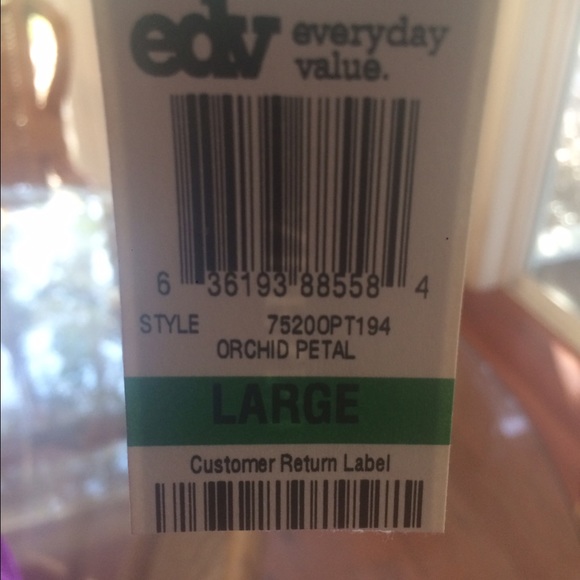 edv everyday
value.
6 36193 88558 4
STYLE 75200PT194
ORCHID PETAL
LARGE
Customer Return Label